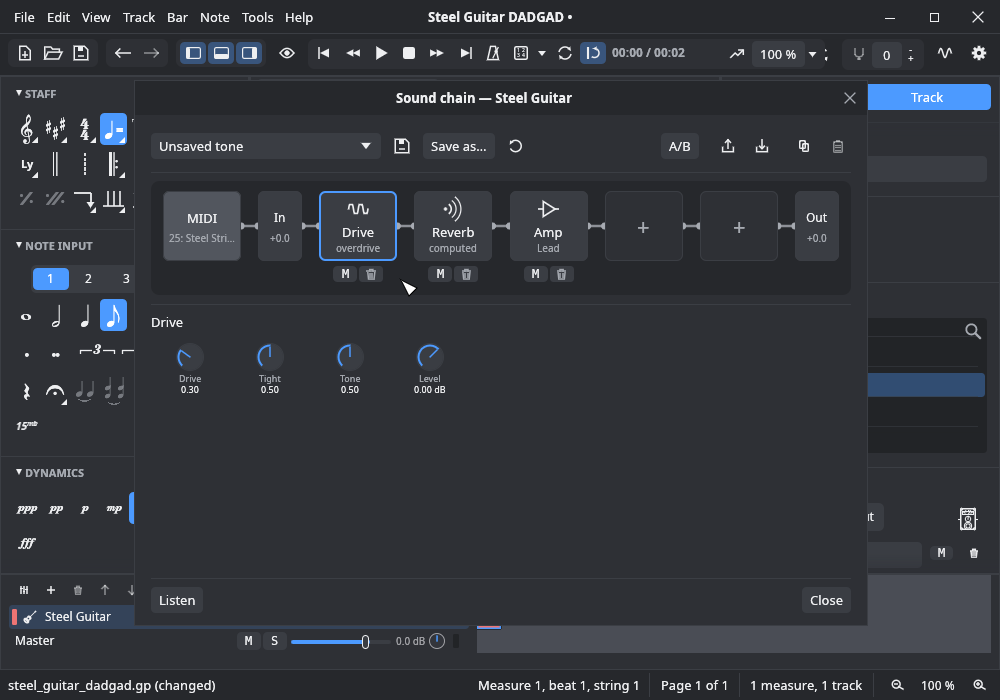 File Edit View Track Bar Note Tools Help
Steel Guitar DADGAD •
00:00 / 00:02
100 %
0
STAFF
Sound chain — Steel Guitar
Track
Unsaved tone
Save as...
A/B
Ly
MIDI
25: Steel Stri...
In
+0.0
Drive
overdrive
Reverb
computed
Amp
Lead
+
+
Out
+0.0
M
M
M
NOTE INPUT
1 2 3
Drive
3
Drive
0.30
Tight
0.50
Tone
0.50
Level
0.00 dB
15mb
DYNAMICS
ppp pp p mp
fff
M
Listen
Close
Steel Guitar
Master
M S
0.0 dB
steel_guitar_dadgad.gp (changed)
Measure 1, beat 1, string 1
Page 1 of 1
1 measure, 1 track
100 %